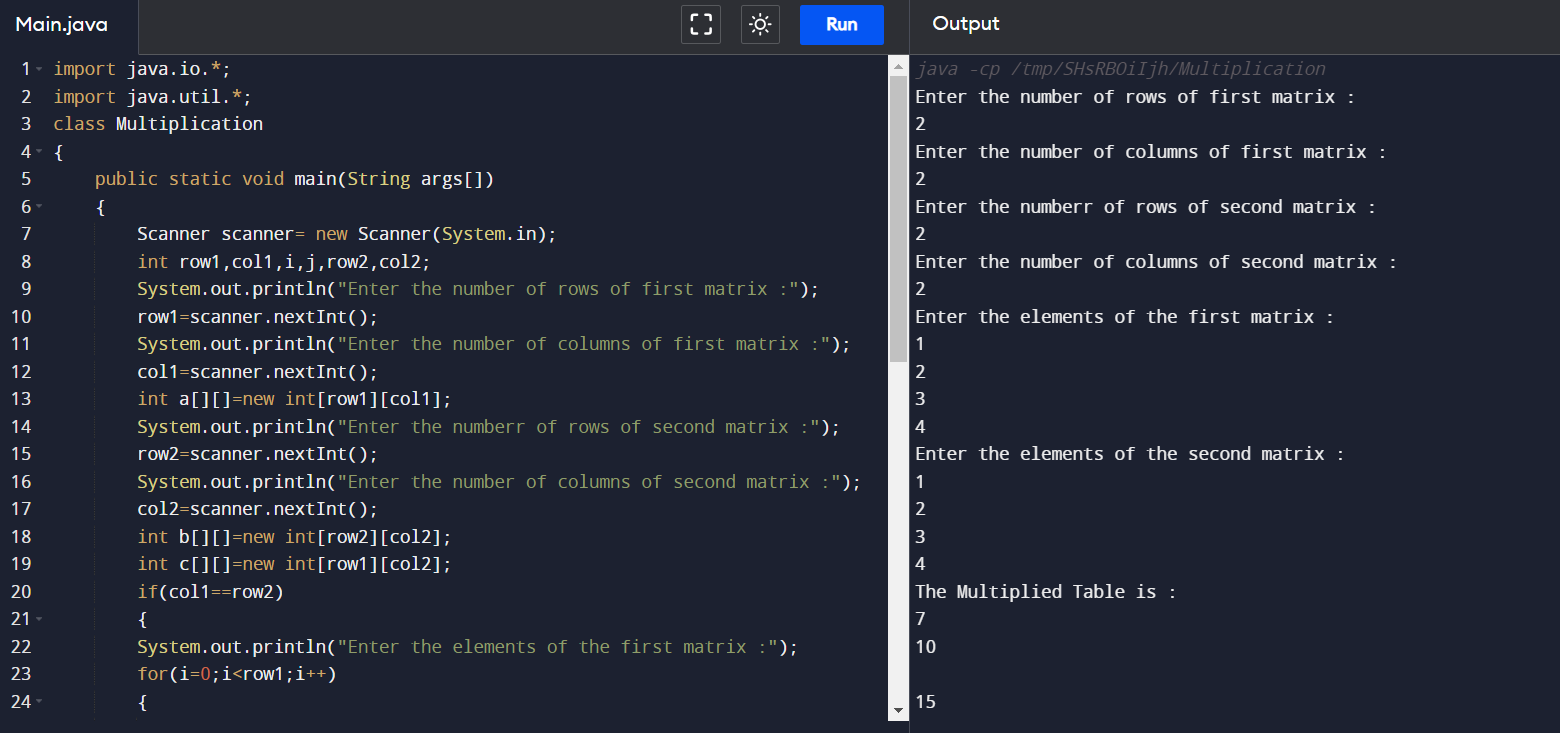 Main.java
Run
Output
1 import java.io.*;
2 import java.util.*;
3 class Multiplication
4 {
5 public static void main(String args[])
6 {
7 Scanner scanner= new Scanner(System.in);
8 int row1,col1,i,j,row2,col2;
9 System.out.println("Enter the number of rows of first matrix :");
10 row1=scanner.nextInt();
11 System.out.println("Enter the number of columns of first matrix :");
12 col1=scanner.nextInt();
13 int a[][]=new int[row1][col1];
14 System.out.println("Enter the numberr of rows of second matrix :");
15 row2=scanner.nextInt();
16 System.out.println("Enter the number of columns of second matrix :");
17 col2=scanner.nextInt();
18 int b[][]=new int[row2][col2];
19 int c[][]=new int[row1][col2];
20 if(col1==row2)
21 {
22 System.out.println("Enter the elements of the first matrix :");
23 for(i=0;i<row1;i++)
24 {
java -cp /tmp/SHsRBOiIjh/Multiplication
Enter the number of rows of first matrix :
2
Enter the number of columns of first matrix :
2
Enter the numberr of rows of second matrix :
2
Enter the number of columns of second matrix :
2
Enter the elements of the first matrix :
1
2
3
4
Enter the elements of the second matrix :
1
2
3
4
The Multiplied Table is :
7
10
15